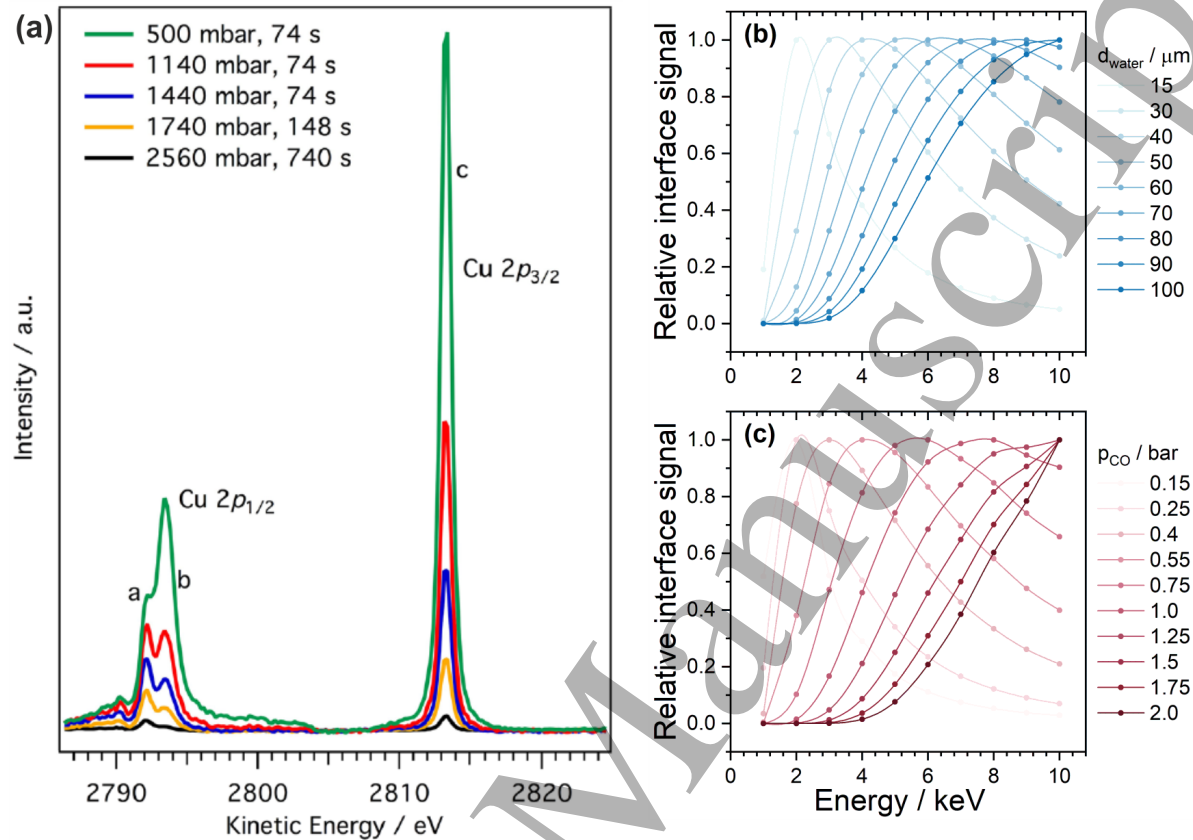 (a)
500 mbar, 74 s
1140 mbar, 74 s
1440 mbar, 74 s
1740 mbar, 148 s
2560 mbar, 740 s
c
Cu 2p3/2
Cu 2p1/2
a
b
Intensity / a.u.
2790
2800
2810
2820
Kinetic Energy / eV
(b)
Relative interface signal
1.0
0.8
0.6
0.4
0.2
0.0
0
2
4
6
8
10
dwater / μm
15
30
40
50
60
70
80
90
100
(c)
Relative interface signal
1.0
0.8
0.6
0.4
0.2
0.0
0
2
4
6
8
10
Energy / keV
pCO / bar
0.15
0.25
0.4
0.55
0.75
1.0
1.25
1.5
1.75
2.0
Manuscrip